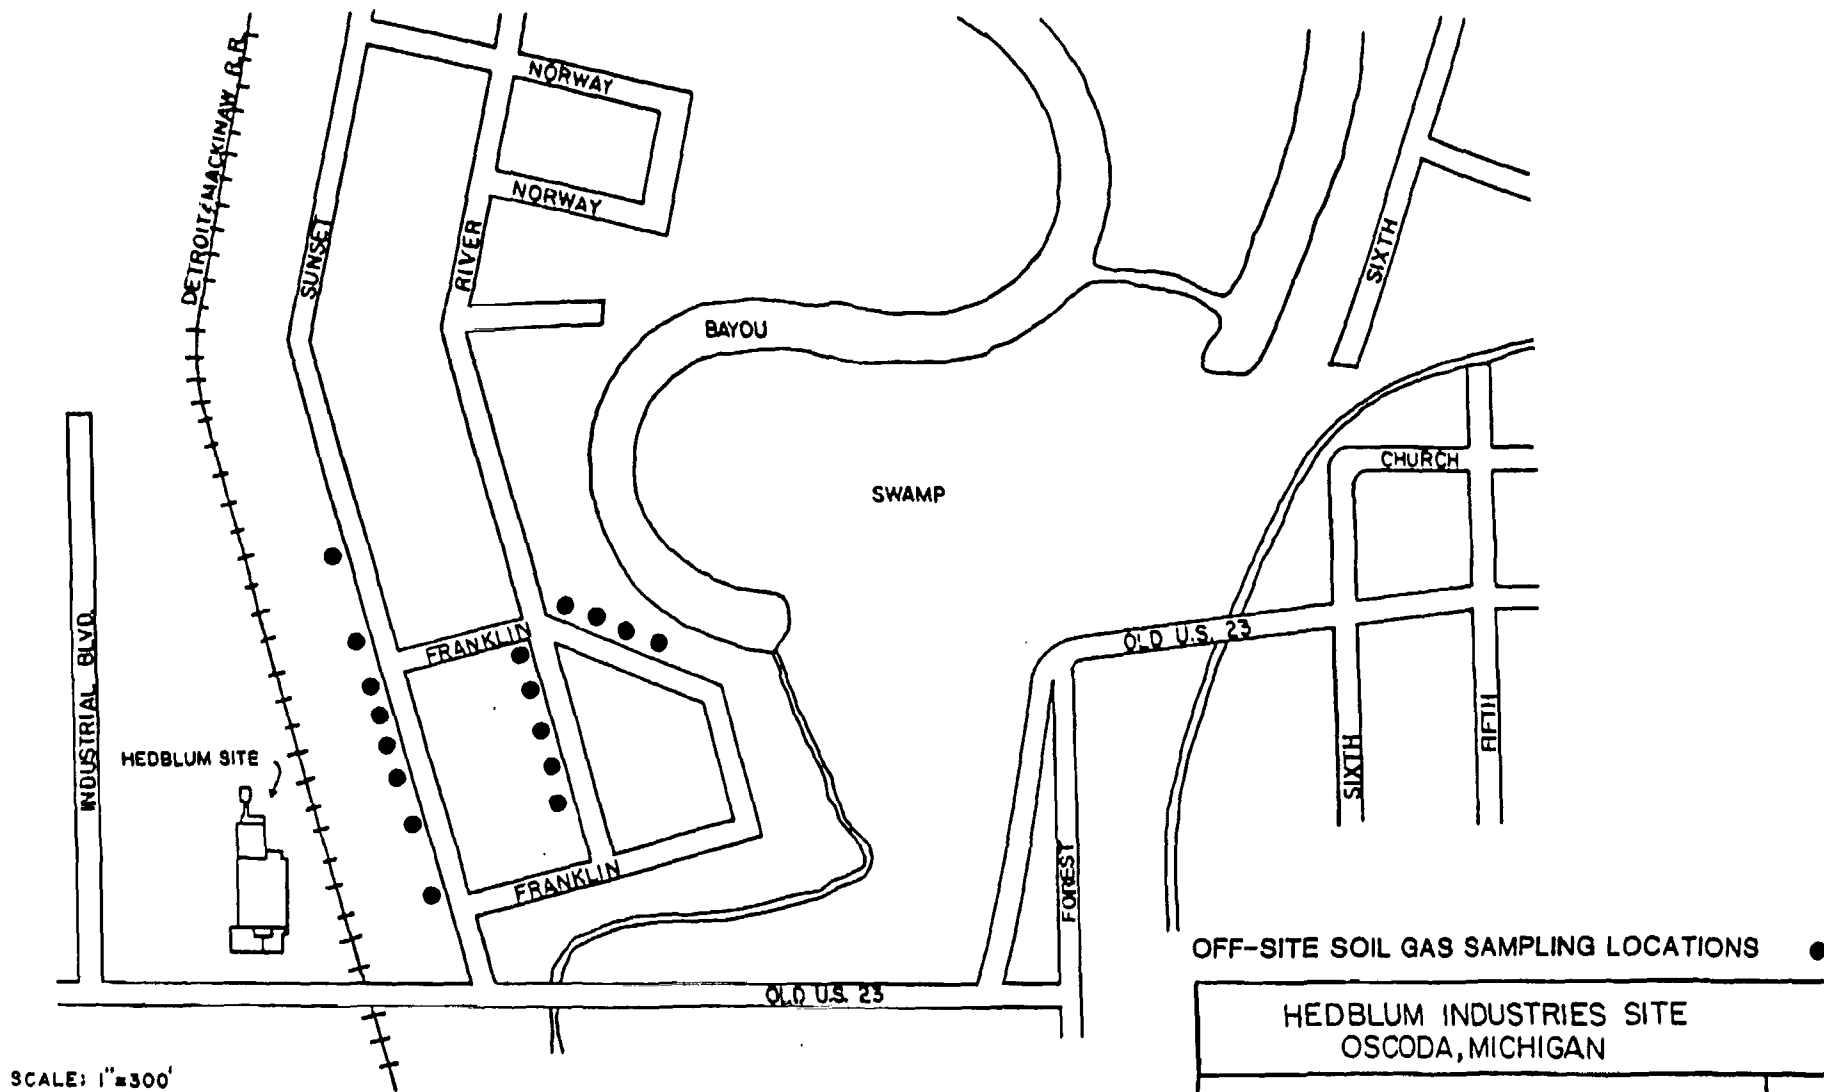 DETROIT/MACKINAW R.R.
NORWAY
NORWAY
SUNSET
RIVER
SIXTH
BAYOU
CHURCH
SWAMP
FRANKLIN
OLD U.S. 23
INDUSTRIAL BLVD.
HEDBLUM SITE
SIXTH
FIFTH
FOREST
FRANKLIN
OLD U.S. 23
OFF-SITE SOIL GAS SAMPLING LOCATIONS
HEDBLUM INDUSTRIES SITE
OSCODA, MICHIGAN
SCALE: 1"=300'